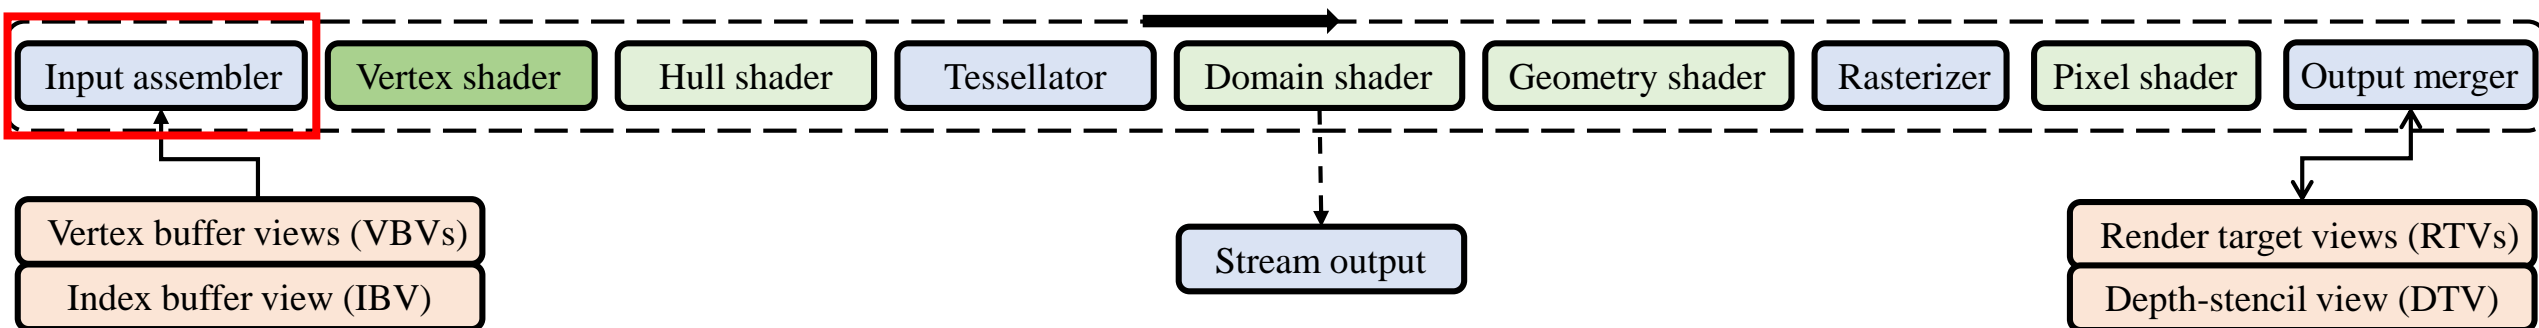 Input assembler
Vertex shader
Hull shader
Tessellator
Domain shader
Geometry shader
Rasterizer
Pixel shader
Output merger
Vertex buffer views (VBVs)
Index buffer view (IBV)
Stream output
Render target views (RTVs)
Depth-stencil view (DTV)